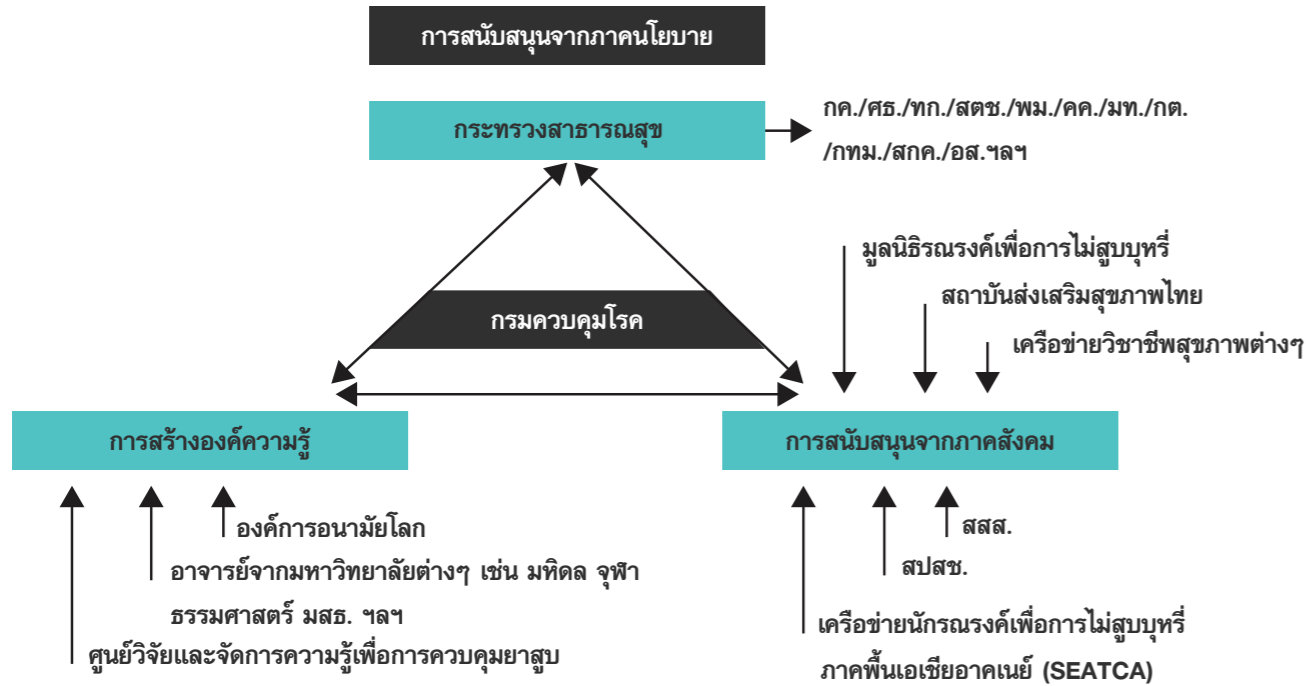 การสนับสนุนจากภาคนโยบาย
กระทรวงสาธารณสุข
กค./ศธ./ทก./สตช./พม./คค./มท./กต.
/กทม./สกค./อส.ฯลฯ
มูลนิธิรณรงค์เพื่อการไม่สูบบุหรี่
สถาบันส่งเสริมสุขภาพไทย
เครือข่ายวิชาชีพสุขภาพต่างๆ
กรมควบคุมโรค
การสร้างองค์ความรู้
การสนับสนุนจากภาคสังคม
องค์การอนามัยโลก
อาจารย์จากมหาวิทยาลัยต่างๆ เช่น มหิดล จุฬา
ธรรมศาสตร์ มสธ. ฯลฯ
ศูนย์วิจัยและจัดการความรู้เพื่อการควบคุมยาสูบ
สสส.
สปสช.
เครือข่ายนักรณรงค์เพื่อการไม่สูบบุหรี่
ภาคพื้นเอเชียอาคเนย์ (SEATCA)